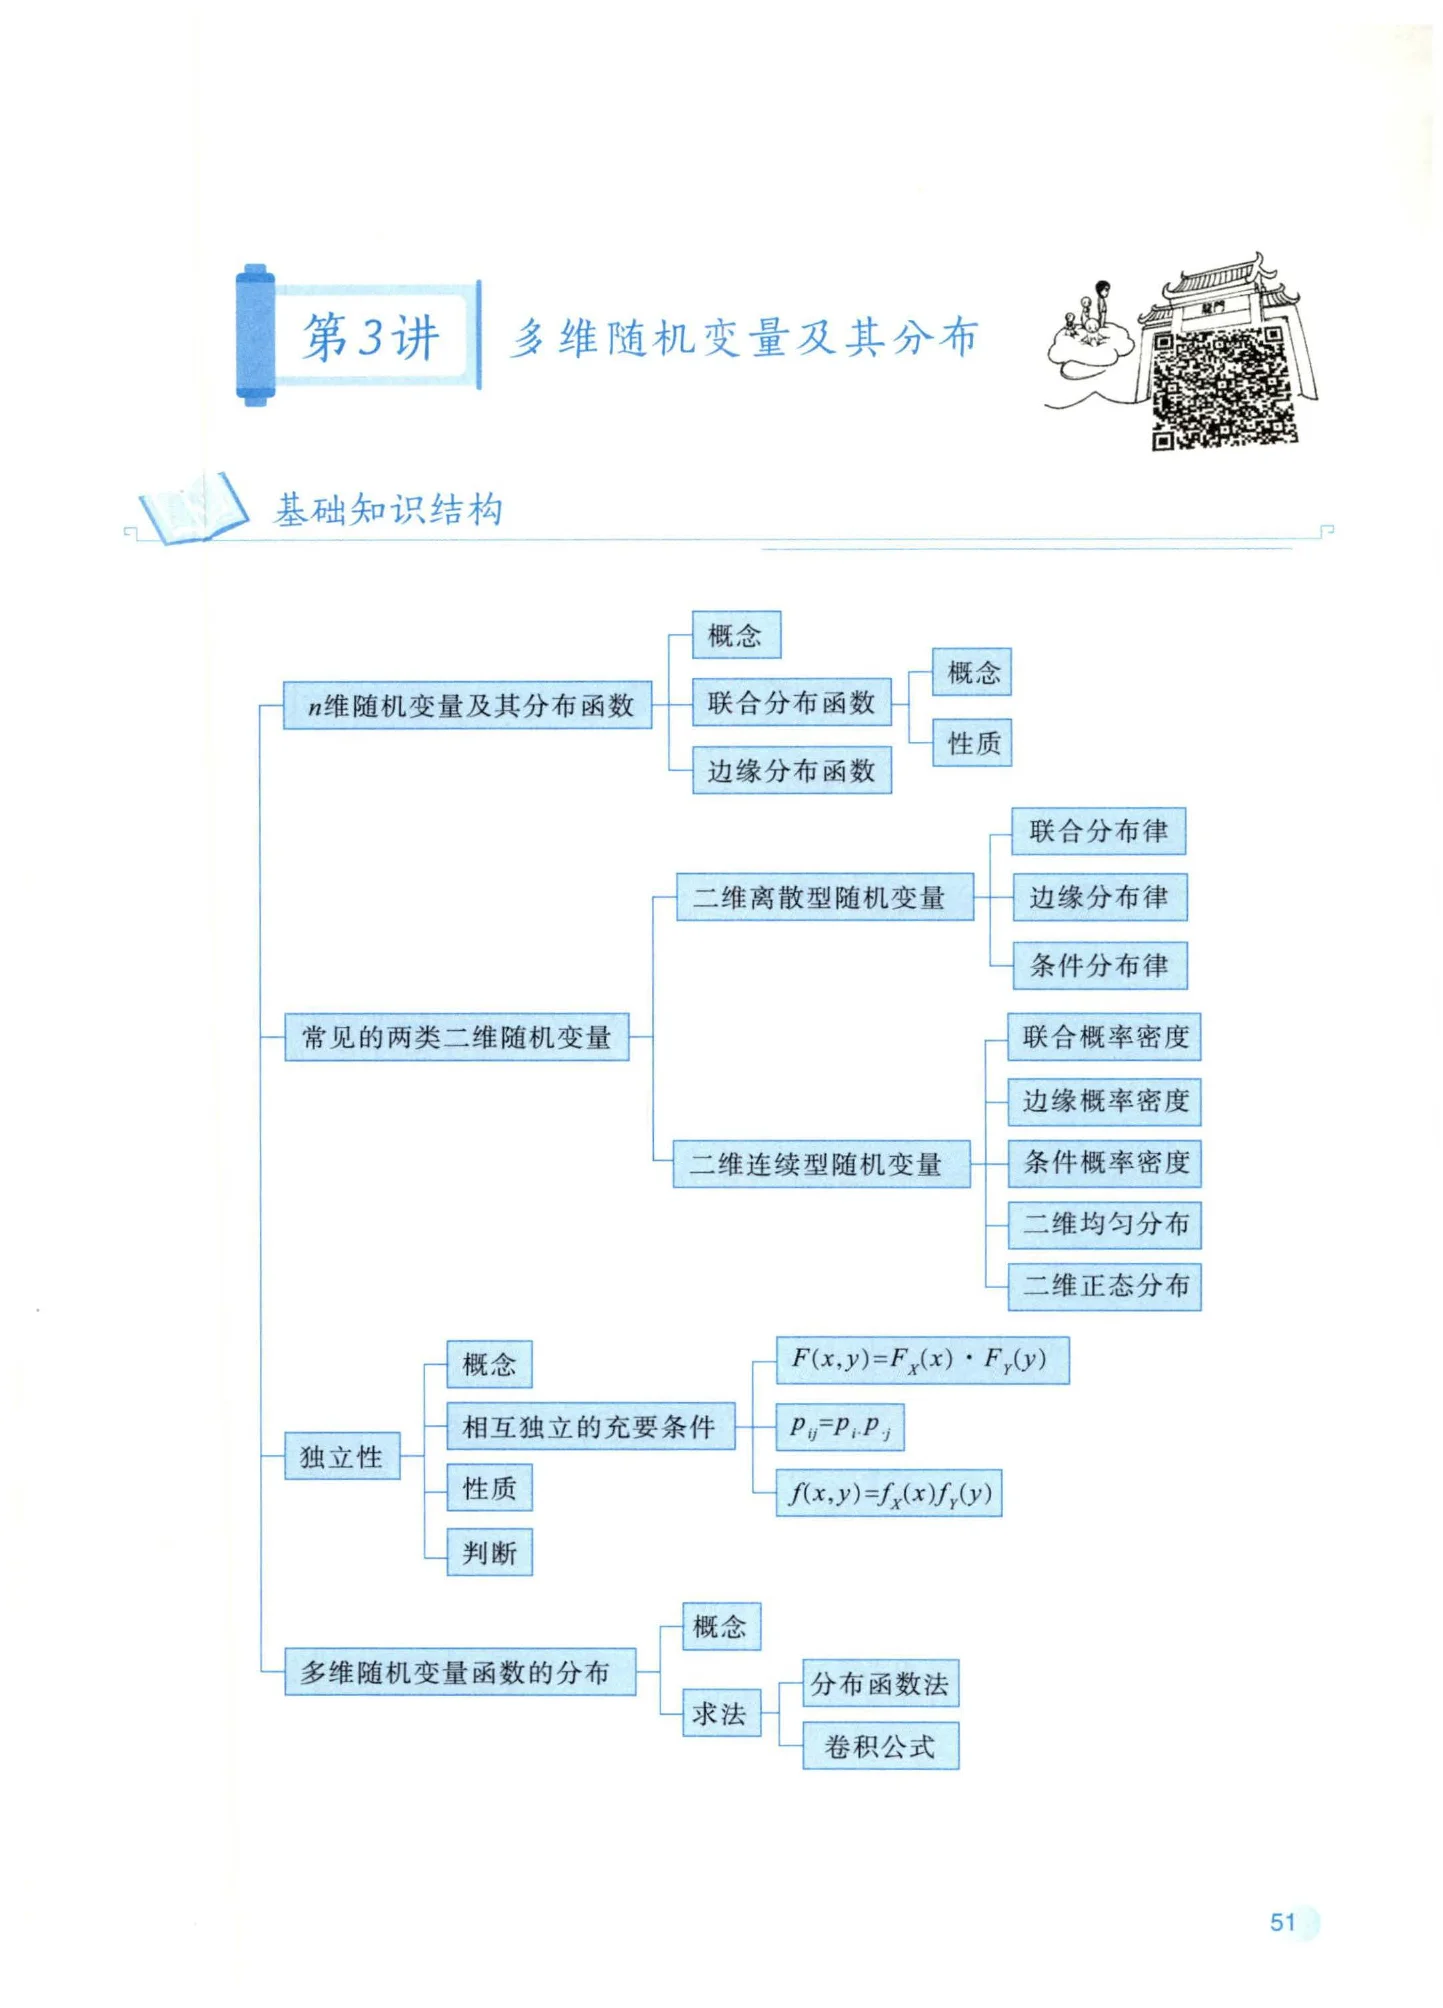 第3讲
多维随机变量及其分布
龍門
基础知识结构
概念
n维随机变量及其分布函数
联合分布函数
概念
性质
边缘分布函数
常见的两类二维随机变量
二维离散型随机变量
联合分布律
边缘分布律
条件分布律
二维连续型随机变量
联合概率密度
边缘概率密度
条件概率密度
二维均匀分布
二维正态分布
独立性
概念
相互独立的充要条件
F(x,y)=F_X(x)·F_Y(y)
p_{ij}=p_{i·}p_{·j}
f(x,y)=f_X(x)f_Y(y)
性质
判断
多维随机变量函数的分布
概念
求法
分布函数法
卷积公式
51